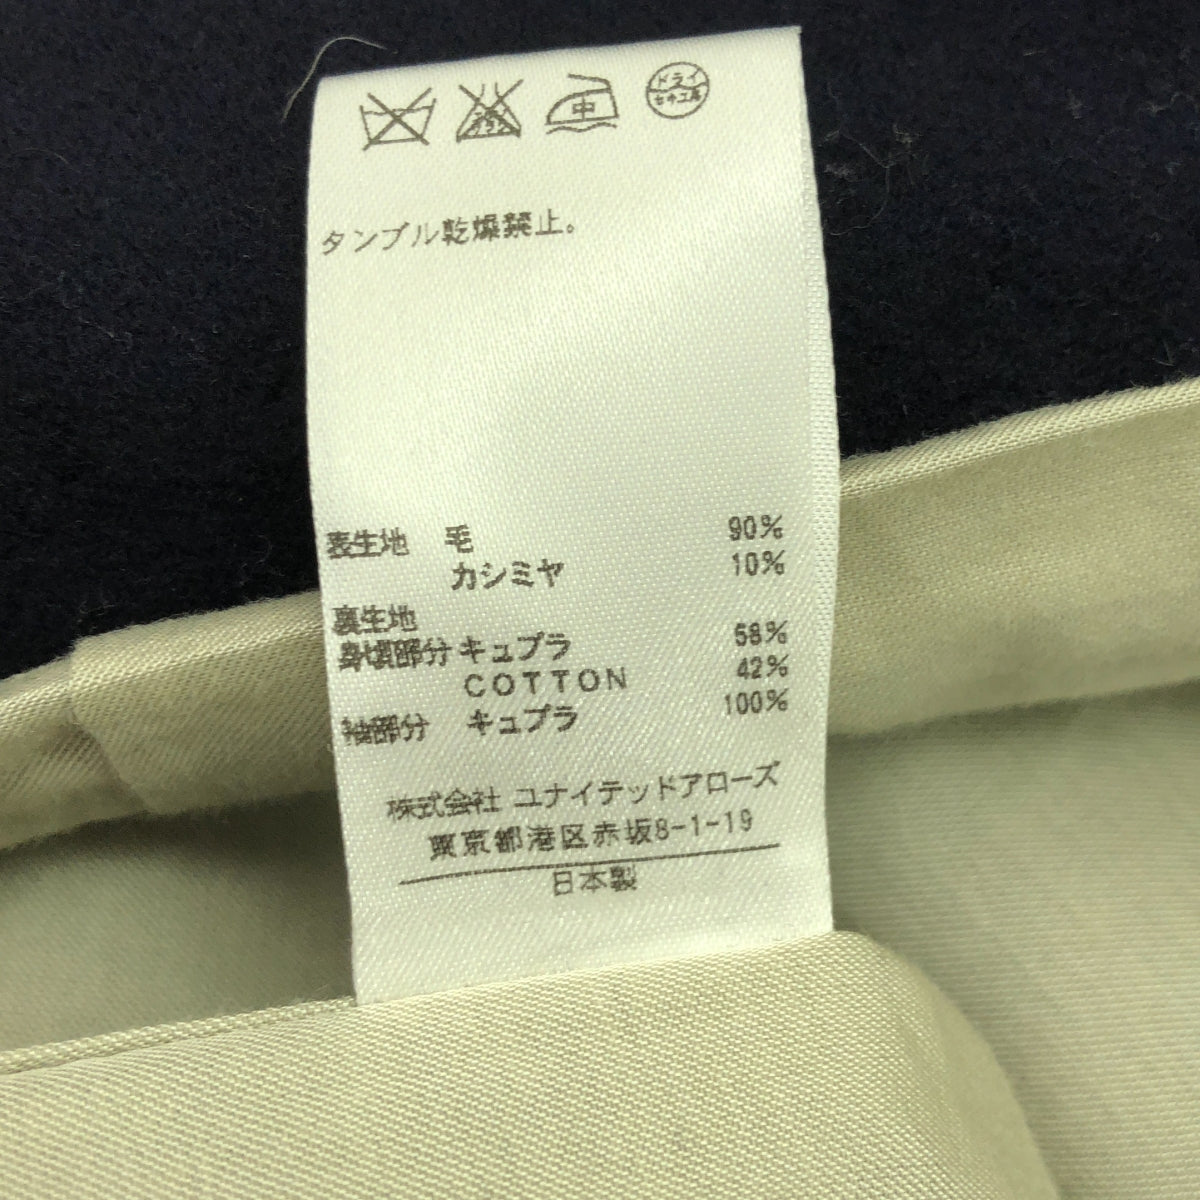 中 ドライ
セキユ系
タンブル乾燥禁止。
表生地 毛 90%
カシミヤ 10%
裏生地
身頃部分 キュプラ 58%
COTTON 42%
袖部分 キュプラ 100%
株式会社 ユナイテッドアローズ
東京都港区赤坂8-1-19
日本製